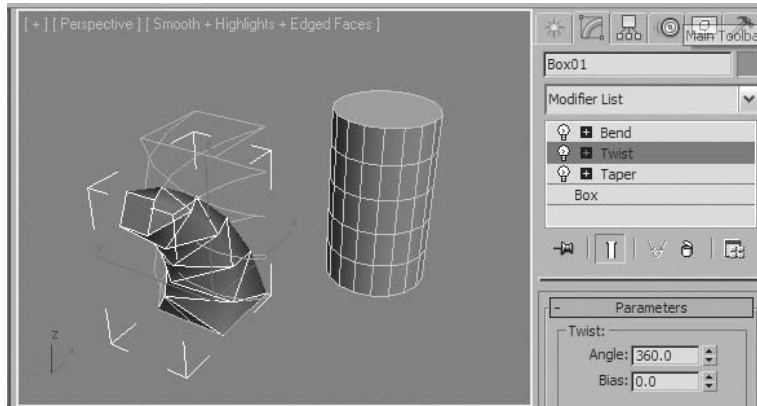 [ + ] [ Perspective ] [ Smooth + Highlights + Edged Faces ]
Main Toolba
Box01
Modifier List
Bend
Twist
Taper
Box
- Parameters
Twist:
Angle: 360.0
Bias: 0.0
z
x